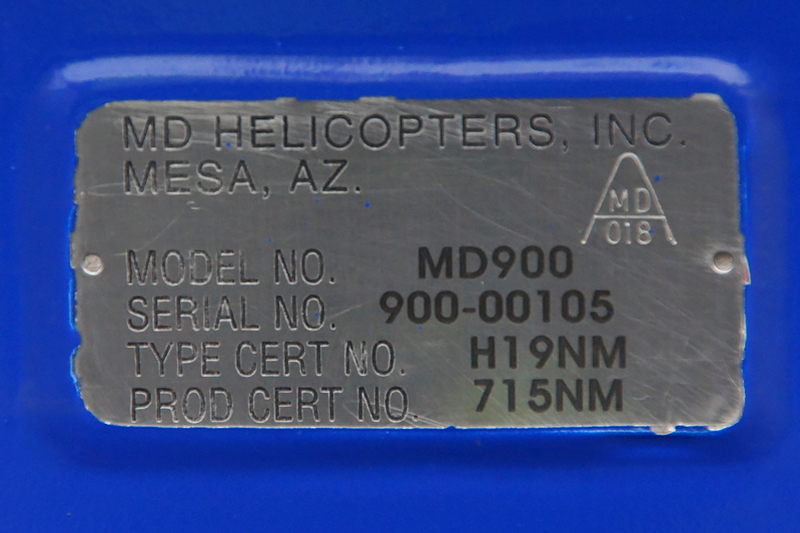 MD HELICOPTERS, INC.
MESA, AZ.
MD
018
MODEL NO. MD900
SERIAL NO. 900-00105
TYPE CERT NO. H19NM
PROD CERT NO. 715NM